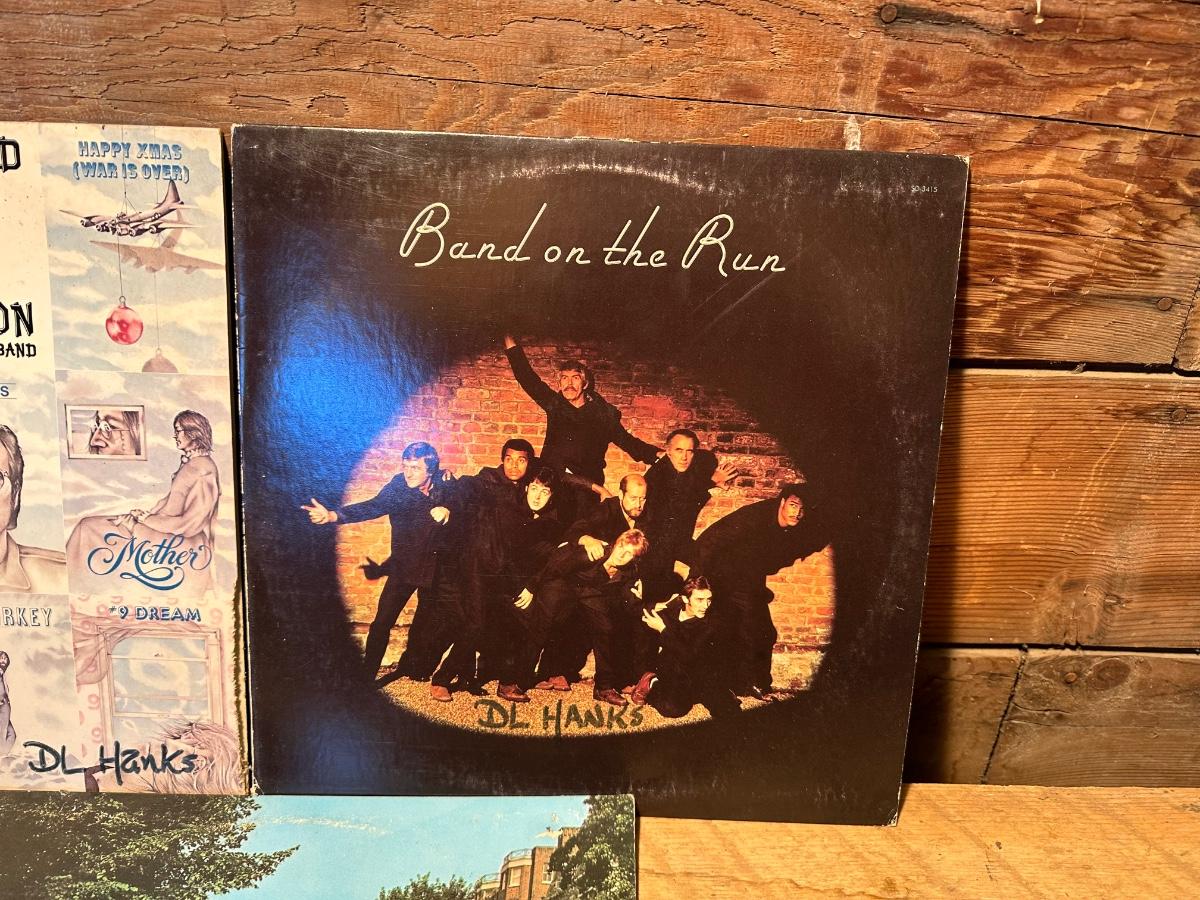 HAPPY XMAS
(WAR IS OVER)
ON
BAND
S
Mother
RKEY
#9 DREAM
DL Hanks
SO-3415
Band on the Run
DL HANKS